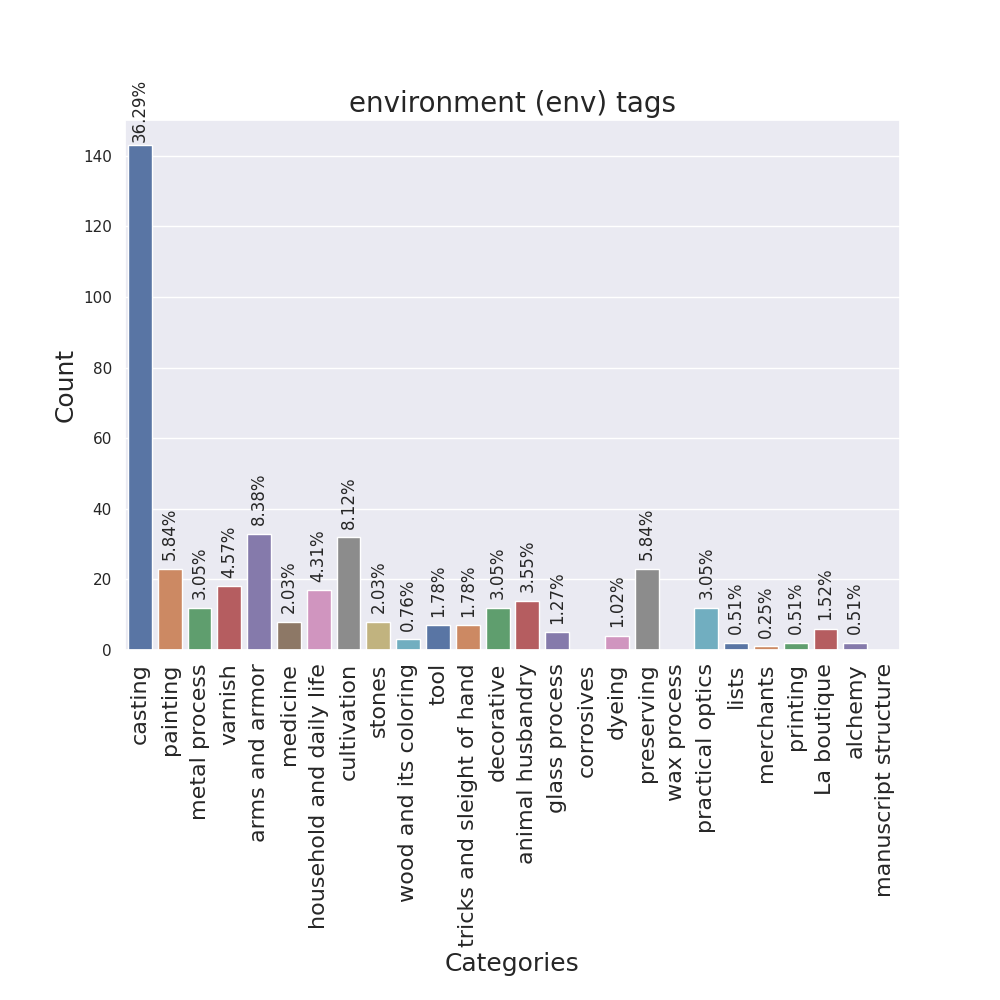 environment (env) tags
Count
140
120
100
80
60
40
20
0
36.29%
5.84%
3.05%
4.57%
8.38%
2.03%
4.31%
8.12%
2.03%
0.76%
1.78%
1.78%
3.05%
3.55%
1.27%
1.02%
5.84%
3.05%
0.51%
0.25%
0.51%
1.52%
0.51%
casting
painting
metal process
varnish
arms and armor
medicine
household and daily life
cultivation
stones
wood and its coloring
tool
tricks and sleight of hand
decorative
animal husbandry
glass process
corrosives
dyeing
preserving
wax process
practical optics
lists
merchants
printing
La boutique
alchemy
manuscript structure
Categories